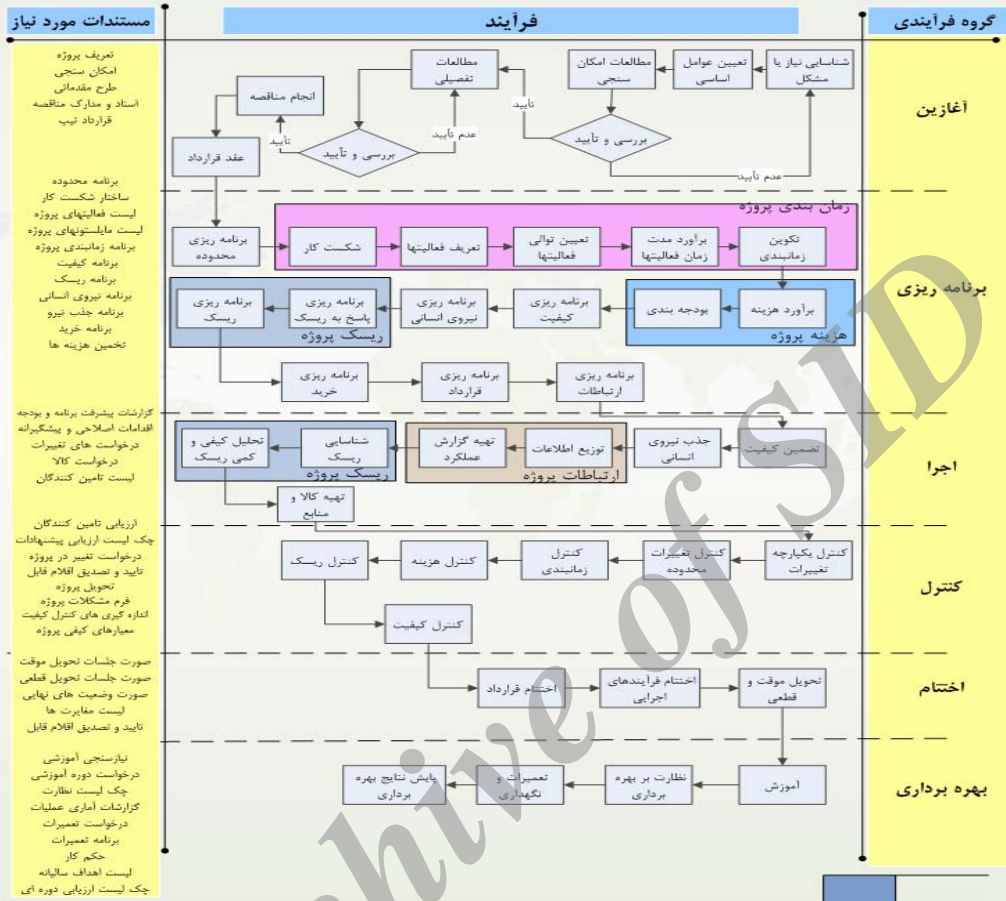 گروه فرآیندی
فرآیند
مستندات مورد نیاز
آغازین
شناسایی نیاز یا
مشکل
تعیین عوامل
اساسی
مطالعات امکان
سنجی
بررسی و تأیید
عدم تأیید
تأیید
مطالعات
تفصیلی
بررسی و تأیید
عدم تأیید
تأیید
انجام مناقصه
عقد قرارداد
تعریف پروژه
امکان سنجی
طرح مقدماتی
اسناد و مدارک مناقصه
قرارداد تیپ
برنامه ریزی
برنامه ریزی
محدوده
زمان بندی پروژه
شکست کار
تعریف فعالیتها
تعیین توالی
فعالیتها
برآورد مدت
زمان فعالیتها
تکوین
زمانبندی
برآورد هزینه
بودجه بندی
هزینه پروژه
برنامه ریزی
کیفیت
برنامه ریزی
نیروی انسانی
برنامه ریزی
پاسخ به ریسک
برنامه ریزی
ریسک
ریسک پروژه
برنامه ریزی
خرید
برنامه ریزی
قرارداد
برنامه ریزی
ارتباطات
برنامه محدوده
ساختار شکست کار
لیست فعالیتهای پروژه
لیست مایلستونهای پروژه
برنامه زمانبندی پروژه
برنامه کیفیت
برنامه ریسک
برنامه نیروی انسانی
برنامه جذب نیرو
برنامه خرید
تخمین هزینه ها
اجرا
تضمین کیفیت
جذب نیروی
انسانی
توزیع اطلاعات
تهیه گزارش
عملکرد
ارتباطات پروژه
شناسایی
ریسک
تحلیل کیفی و
کمی ریسک
ریسک پروژه
تهیه کالا و
منابع
گزارشات پیشرفت برنامه و بودجه
اقدامات اصلاحی و پیشگیرانه
درخواست های تغییرات
درخواست کالا
لیست تامین کنندگان
کنترل
کنترل یکپارچه
تغییرات
کنترل تغییرات
محدوده
کنترل
زمانبندی
کنترل هزینه
کنترل ریسک
کنترل کیفیت
ارزیابی تامین کنندگان
چک لیست ارزیابی پیشنهادات
درخواست تغییر در پروژه
تایید و تصدیق اقلام قابل
تحویل پروژه
فرم مشکلات پروژه
اندازه گیری های کنترل کیفیت
معیارهای کیفی پروژه
اختتام
اختتام قرارداد
اختتام فرآیندهای
اجرایی
تحویل موقت و
قطعی
صورت جلسات تحویل موقت
صورت جلسات تحویل قطعی
صورت وضعیت های نهایی
لیست مغایرت ها
تایید و تصدیق اقلام قابل
بهره برداری
آموزش
نظارت بر بهره
برداری
تعمیرات و
نگهداری
پایش نتایج بهره
برداری
نیازسنجی آموزشی
درخواست دوره آموزشی
چک لیست نظارت
گزارشات آماری عملیات
درخواست تعمیرات
برنامه تعمیرات
حکم کار
لیست اهداف سالیانه
چک لیست ارزیابی دوره ای
Archive of SID